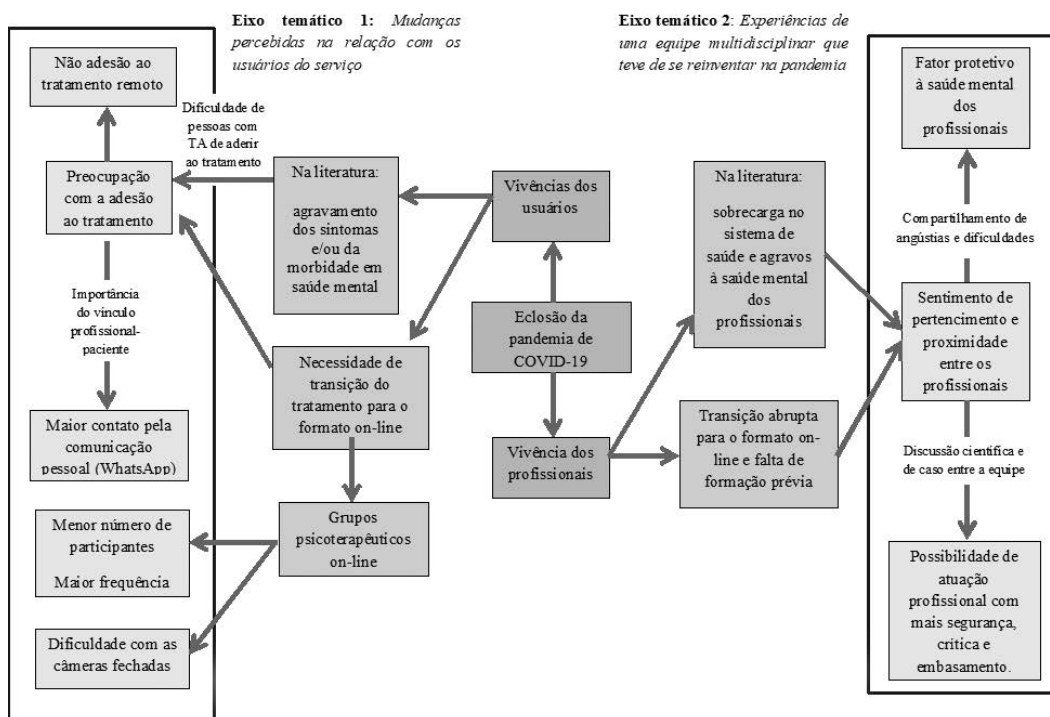 Eixo temático 1: Mudanças
percebidas na relação com os
usuários do serviço
Eixo temático 2: Experiências de
uma equipe multidisciplinar que
teve de se reinventar na pandemia
Não adesão ao
tratamento remoto
Dificuldade de
pessoas com
TA de aderir
ao tratamento
Preocupação
com a adesão
ao tratamento
Importância
do vínculo
profissional-
paciente
Maior contato pela
comunicação
pessoal (WhatsApp)
Menor número de
participantes
Maior frequência
Dificuldade com as
câmeras fechadas
Na literatura:
agravamento
dos sintomas
e/ou da
morbidade em
saúde mental
Necessidade de
transição do
tratamento para o
formato on-line
Grupos
psicoterapêuticos
on-line
Vivências dos
usuários
Eclosão da
pandemia de
COVID-19
Vivência dos
profissionais
Na literatura:
sobrecarga no
sistema de
saúde e agravos
à saúde mental
dos
profissionais
Transição abrupta
para o formato on-
line e falta de
formação prévia
Fator protetivo
à saúde mental
dos
profissionais
Compartilhamento de
angústias e dificuldades
Sentimento de
pertencimento e
proximidade
entre os
profissionais
Discussão científica e
de caso entre a equipe
Possibilidade de
atuação
profissional com
mais segurança,
crítica e
embasamento.